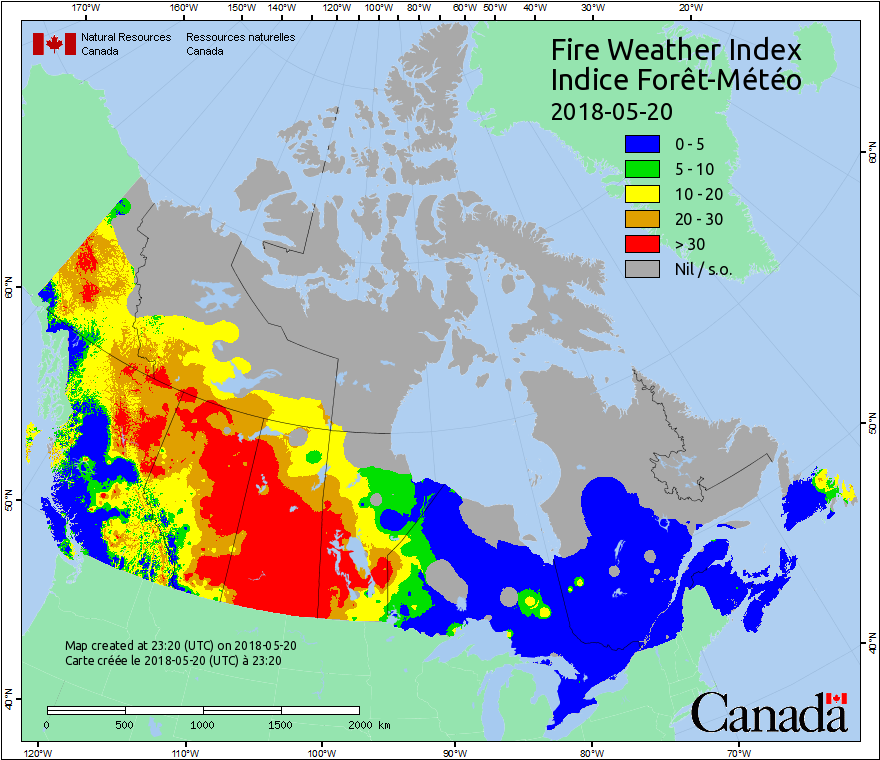 170°W 160°W 150°W 140°W 130°W 120°W 110°W 100°W 90°W 80°W 70°W 60°W 50°W 40°W 30°W 20°W
Natural Resources Ressources naturelles
Canada Canada
Fire Weather Index
Indice Forêt-Météo
2018-05-20
0 - 5
5 - 10
10 - 20
20 - 30
> 30
Nil / s.o.
60°N
60°N
50°N
50°N
40°N
40°N
Map created at 23:20 (UTC) on 2018-05-20
Carte créée le 2018-05-20 (UTC) à 23:20
0 500 1000 1500 2000 km
Canada
120°W 110°W 100°W 90°W 80°W 70°W